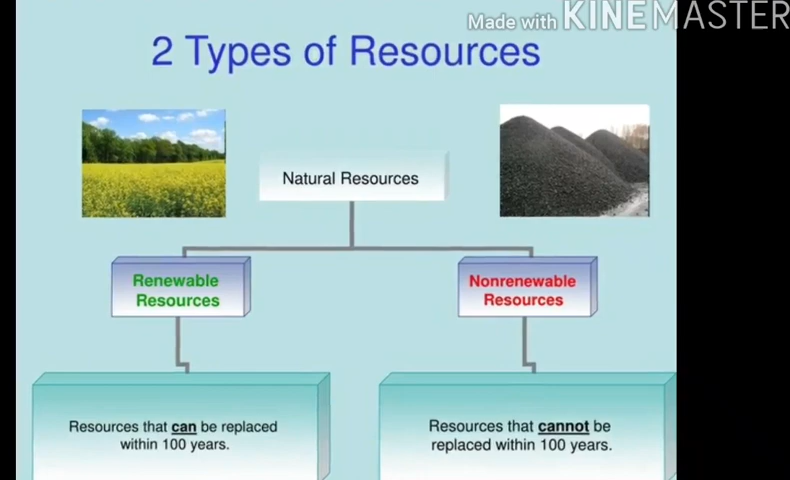 Made with KINEMASTER
2 Types of Resources
Natural Resources
Renewable
Resources
Nonrenewable
Resources
Resources that can be replaced
within 100 years.
Resources that cannot be
replaced within 100 years.